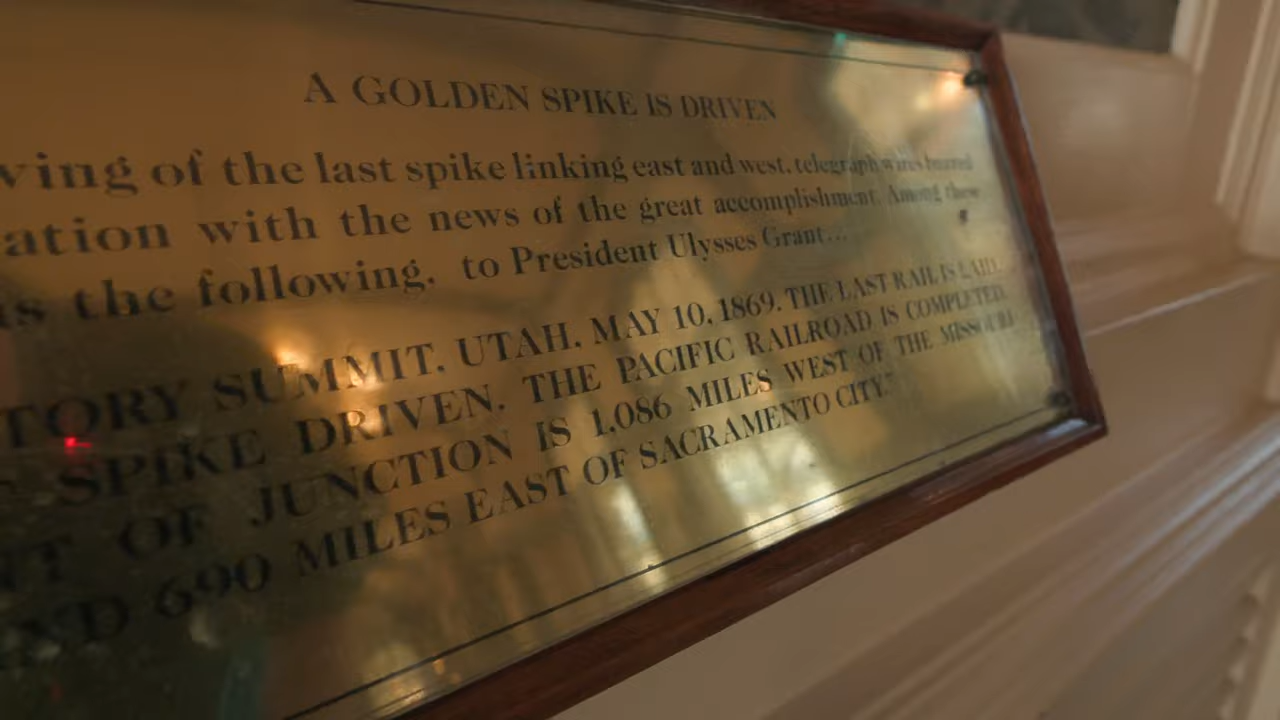 A GOLDEN SPIKE IS DRIVEN
ving of the last spike linking east and west, telegraph wires hummed
ation with the news of the great accomplishment. Among these
s the following, to President Ulysses Grant...
TORY SUMMIT, UTAH, MAY 10, 1869. THE LAST RAIL IS LAID.
SPIKE DRIVEN. THE PACIFIC RAILROAD IS COMPLETED.
T OF JUNCTION IS 1,086 MILES WEST OF THE MISSOURI
ND 690 MILES EAST OF SACRAMENTO CITY."